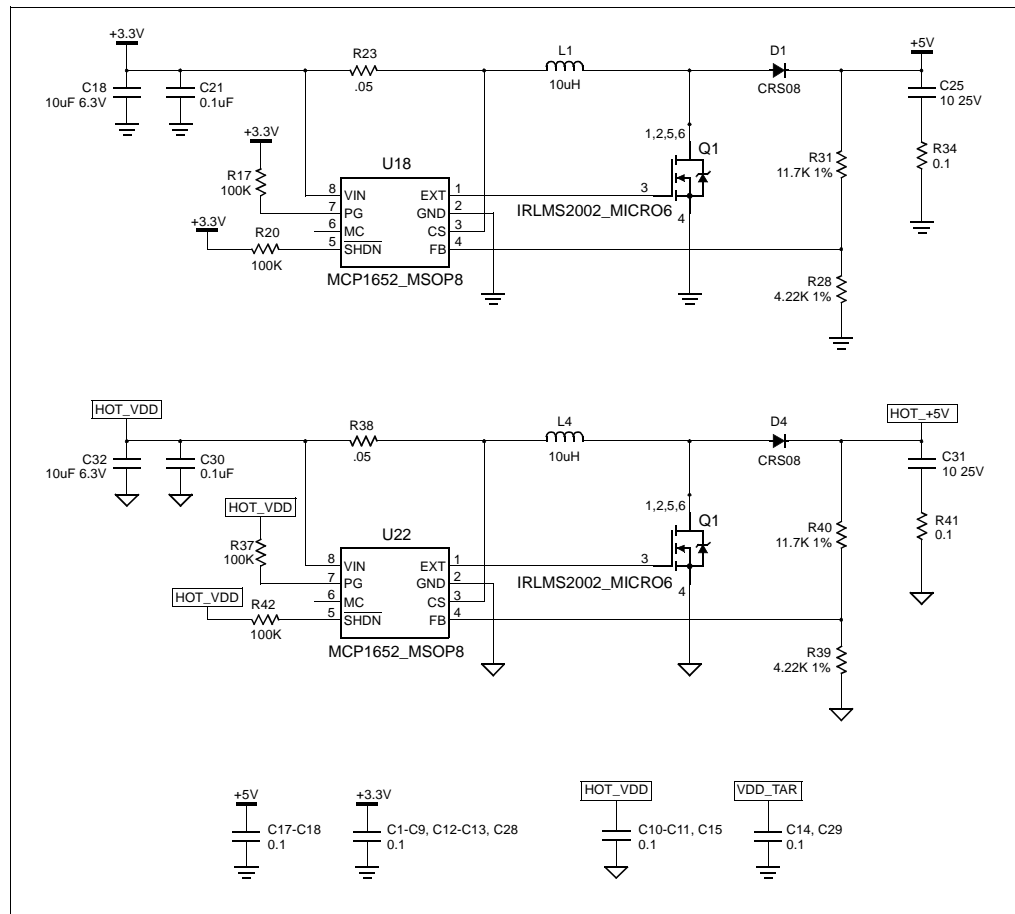 +3.3V
R23
.05
L1
10uH
D1
CRS08
+5V
C18
10uF 6.3V
C21
0.1uF
C25
10 25V
R34
0.1
+3.3V
R17
100K
U18
1,2,5,6
Q1
3
4
IRLMS2002_MICRO6
R31
11.7K 1%
8 VIN EXT 1
7 PG GND 2
6 MC CS 3
5 SHDN FB 4
+3.3V
R20
100K
MCP1652_MSOP8
R28
4.22K 1%
HOT_VDD
R38
.05
L4
10uH
D4
CRS08
HOT_+5V
C32
10uF 6.3V
C30
0.1uF
C31
10 25V
R41
0.1
HOT_VDD
R37
100K
U22
1,2,5,6
Q1
3
4
IRLMS2002_MICRO6
R40
11.7K 1%
8 VIN EXT 1
7 PG GND 2
6 MC CS 3
5 SHDN FB 4
HOT_VDD
R42
100K
MCP1652_MSOP8
R39
4.22K 1%
+5V
C17-C18
0.1
+3.3V
C1-C9, C12-C13, C28
0.1
HOT_VDD
C10-C11, C15
0.1
VDD_TAR
C14, C29
0.1